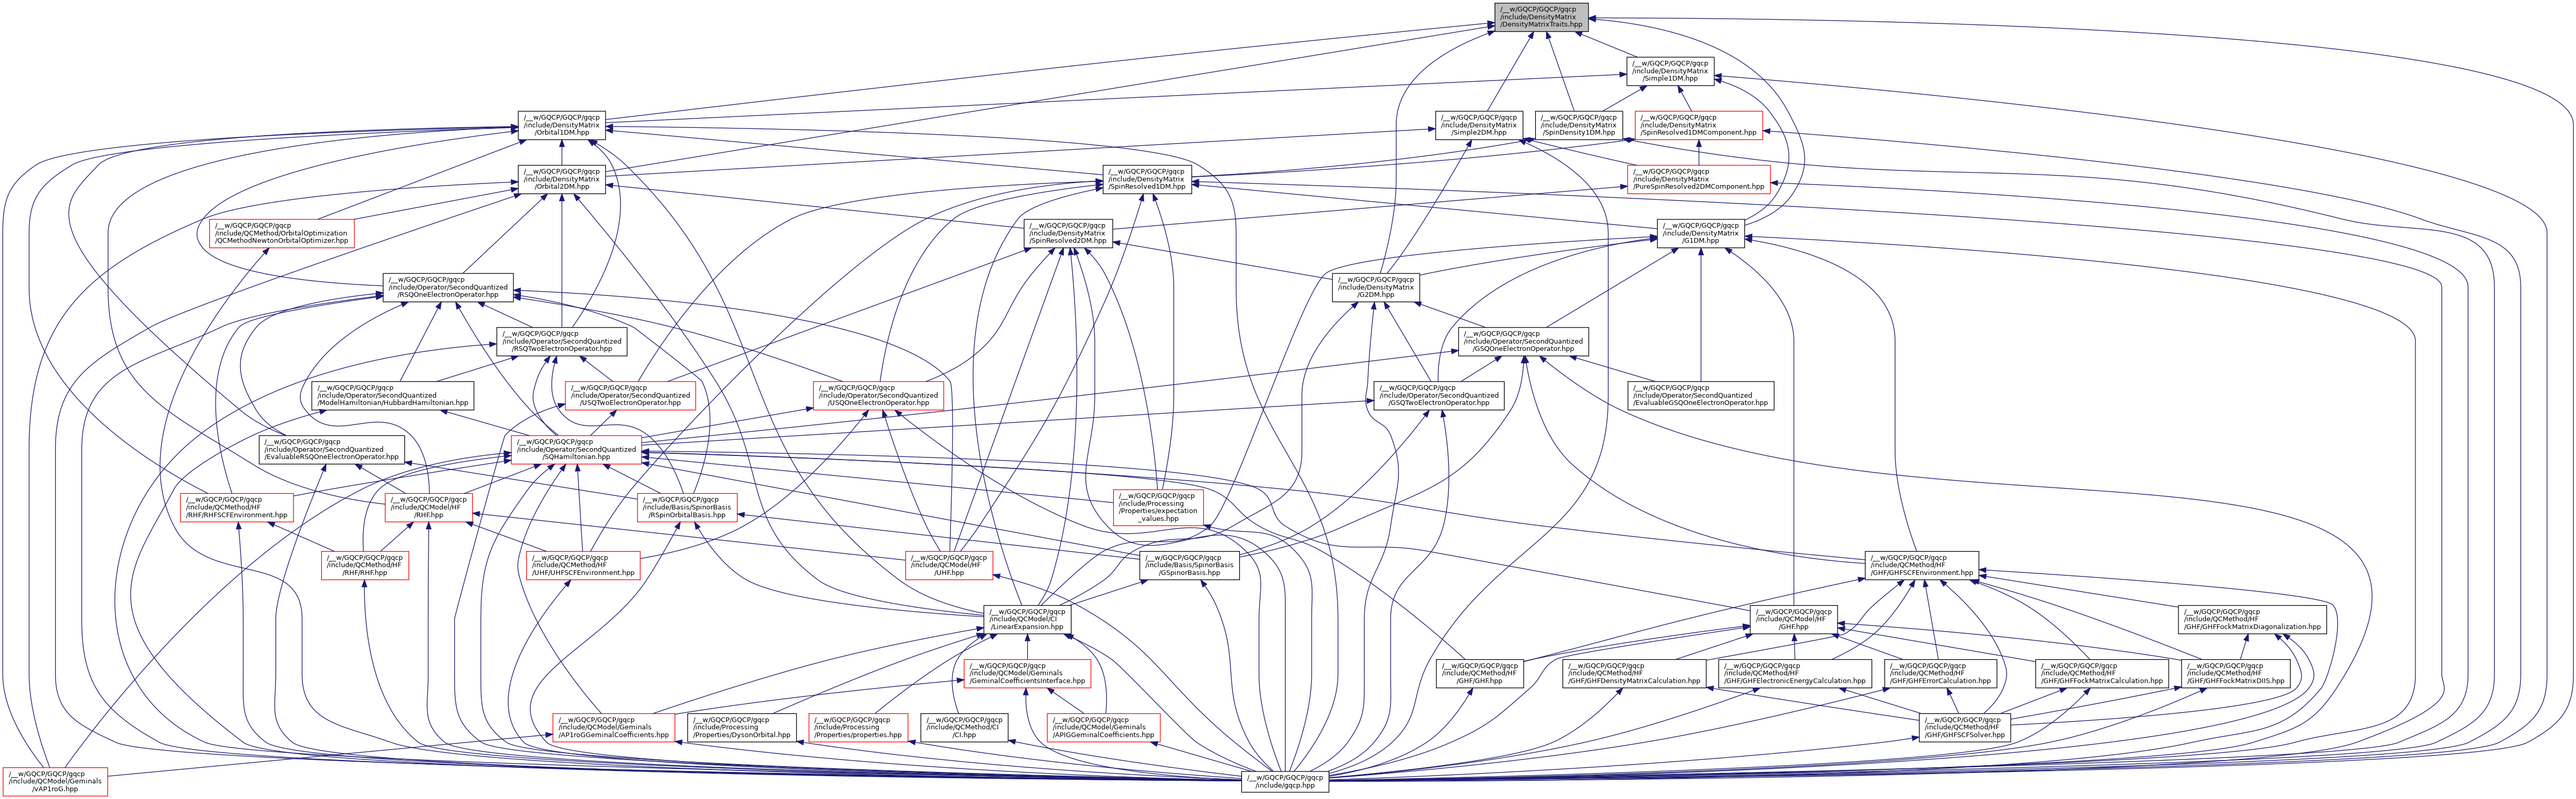 /__w/GQCP/GQCP/gqcp
/include/DensityMatrix
/DensityMatrixTraits.hpp
/__w/GQCP/GQCP/gqcp
/include/DensityMatrix
/Simple1DM.hpp
/__w/GQCP/GQCP/gqcp
/include/DensityMatrix
/Orbital1DM.hpp
/__w/GQCP/GQCP/gqcp
/include/DensityMatrix
/Simple2DM.hpp
/__w/GQCP/GQCP/gqcp
/include/DensityMatrix
/SpinDensity1DM.hpp
/__w/GQCP/GQCP/gqcp
/include/DensityMatrix
/SpinResolved1DMComponent.hpp
/__w/GQCP/GQCP/gqcp
/include/DensityMatrix
/Orbital2DM.hpp
/__w/GQCP/GQCP/gqcp
/include/DensityMatrix
/SpinResolved1DM.hpp
/__w/GQCP/GQCP/gqcp
/include/DensityMatrix
/PureSpinResolved2DMComponent.hpp
/__w/GQCP/GQCP/gqcp
/include/QCMethod/OrbitalOptimization
/QCMethodNewtonOrbitalOptimizer.hpp
/__w/GQCP/GQCP/gqcp
/include/DensityMatrix
/SpinResolved2DM.hpp
/__w/GQCP/GQCP/gqcp
/include/DensityMatrix
/G1DM.hpp
/__w/GQCP/GQCP/gqcp
/include/Operator/SecondQuantized
/RSQOneElectronOperator.hpp
/__w/GQCP/GQCP/gqcp
/include/DensityMatrix
/G2DM.hpp
/__w/GQCP/GQCP/gqcp
/include/Operator/SecondQuantized
/RSQTwoElectronOperator.hpp
/__w/GQCP/GQCP/gqcp
/include/Operator/SecondQuantized
/GSQOneElectronOperator.hpp
/__w/GQCP/GQCP/gqcp
/include/Operator/SecondQuantized
/ModelHamiltonian/HubbardHamiltonian.hpp
/__w/GQCP/GQCP/gqcp
/include/Operator/SecondQuantized
/USQTwoElectronOperator.hpp
/__w/GQCP/GQCP/gqcp
/include/Operator/SecondQuantized
/USQOneElectronOperator.hpp
/__w/GQCP/GQCP/gqcp
/include/Operator/SecondQuantized
/GSQTwoElectronOperator.hpp
/__w/GQCP/GQCP/gqcp
/include/Operator/SecondQuantized
/EvaluableGSQOneElectronOperator.hpp
/__w/GQCP/GQCP/gqcp
/include/Operator/SecondQuantized
/EvaluableRSQOneElectronOperator.hpp
/__w/GQCP/GQCP/gqcp
/include/Operator/SecondQuantized
/SQHamiltonian.hpp
/__w/GQCP/GQCP/gqcp
/include/QCMethod/HF
/RHF/RHFSCFEnvironment.hpp
/__w/GQCP/GQCP/gqcp
/include/QCModel/HF
/RHF.hpp
/__w/GQCP/GQCP/gqcp
/include/Basis/SpinorBasis
/RSpinOrbitalBasis.hpp
/__w/GQCP/GQCP/gqcp
/include/Processing
/Properties/expectation
_values.hpp
/__w/GQCP/GQCP/gqcp
/include/QCMethod/HF
/RHF/RHF.hpp
/__w/GQCP/GQCP/gqcp
/include/QCMethod/HF
/UHF/UHFSCFEnvironment.hpp
/__w/GQCP/GQCP/gqcp
/include/QCModel/HF
/UHF.hpp
/__w/GQCP/GQCP/gqcp
/include/Basis/SpinorBasis
/GSpinorBasis.hpp
/__w/GQCP/GQCP/gqcp
/include/QCMethod/HF
/GHF/GHFSCFEnvironment.hpp
/__w/GQCP/GQCP/gqcp
/include/QCModel/CI
/LinearExpansion.hpp
/__w/GQCP/GQCP/gqcp
/include/QCModel/HF
/GHF.hpp
/__w/GQCP/GQCP/gqcp
/include/QCMethod/HF
/GHF/GHFFockMatrixDiagonalization.hpp
/__w/GQCP/GQCP/gqcp
/include/QCModel/Geminals
/GeminalCoefficientsInterface.hpp
/__w/GQCP/GQCP/gqcp
/include/QCMethod/HF
/GHF/GHF.hpp
/__w/GQCP/GQCP/gqcp
/include/QCMethod/HF
/GHF/GHFDensityMatrixCalculation.hpp
/__w/GQCP/GQCP/gqcp
/include/QCMethod/HF
/GHF/GHFElectronicEnergyCalculation.hpp
/__w/GQCP/GQCP/gqcp
/include/QCMethod/HF
/GHF/GHFErrorCalculation.hpp
/__w/GQCP/GQCP/gqcp
/include/QCMethod/HF
/GHF/GHFFockMatrixCalculation.hpp
/__w/GQCP/GQCP/gqcp
/include/QCMethod/HF
/GHF/GHFFockMatrixDIIS.hpp
/__w/GQCP/GQCP/gqcp
/include/QCModel/Geminals
/AP1roGGeminalCoefficients.hpp
/__w/GQCP/GQCP/gqcp
/include/Processing
/Properties/DysonOrbital.hpp
/__w/GQCP/GQCP/gqcp
/include/Processing
/Properties/properties.hpp
/__w/GQCP/GQCP/gqcp
/include/QCMethod/CI
/CI.hpp
/__w/GQCP/GQCP/gqcp
/include/QCModel/Geminals
/APIGGeminalCoefficients.hpp
/__w/GQCP/GQCP/gqcp
/include/QCMethod/HF
/GHF/GHFSCFSolver.hpp
/__w/GQCP/GQCP/gqcp
/include/QCModel/Geminals
/vAP1roG.hpp
/__w/GQCP/GQCP/gqcp
/include/gqcp.hpp